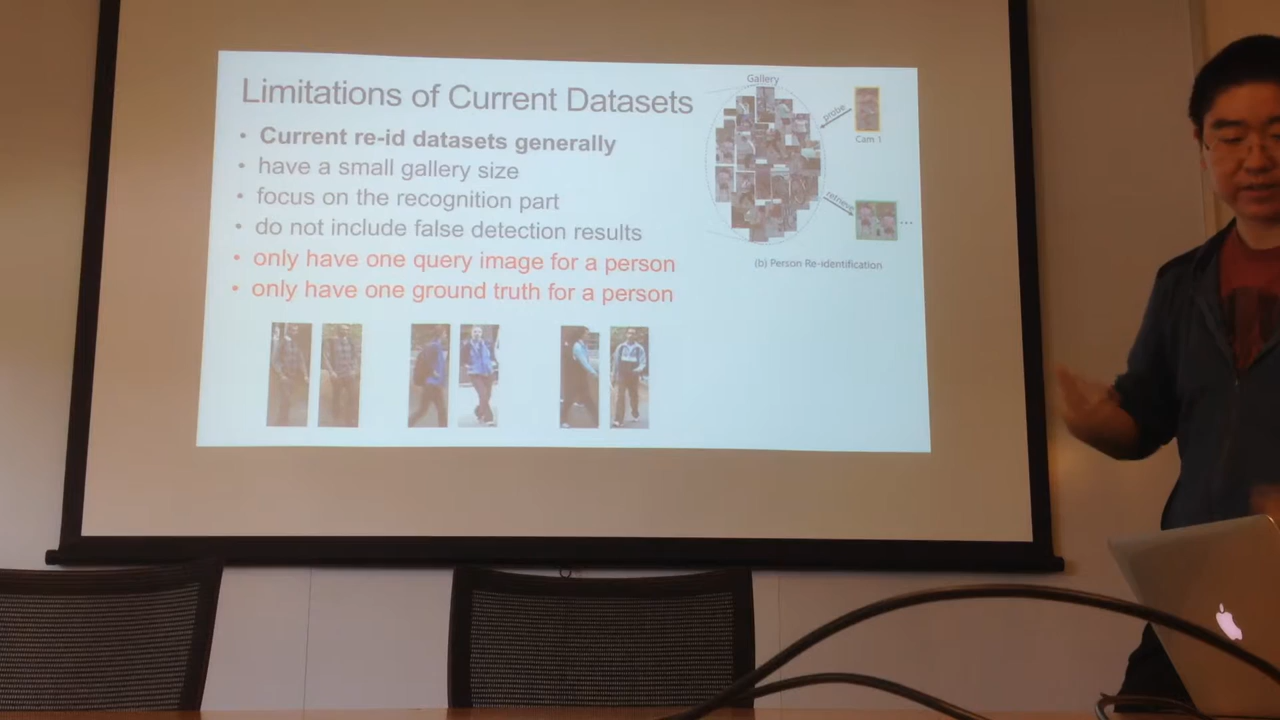 Limitations of Current Datasets
• Current re-id datasets generally
• have a small gallery size
• focus on the recognition part
• do not include false detection results
• only have one query image for a person
• only have one ground truth for a person
Gallery
probe
Cam 1
retrieve
...
(b) Person Re-identification